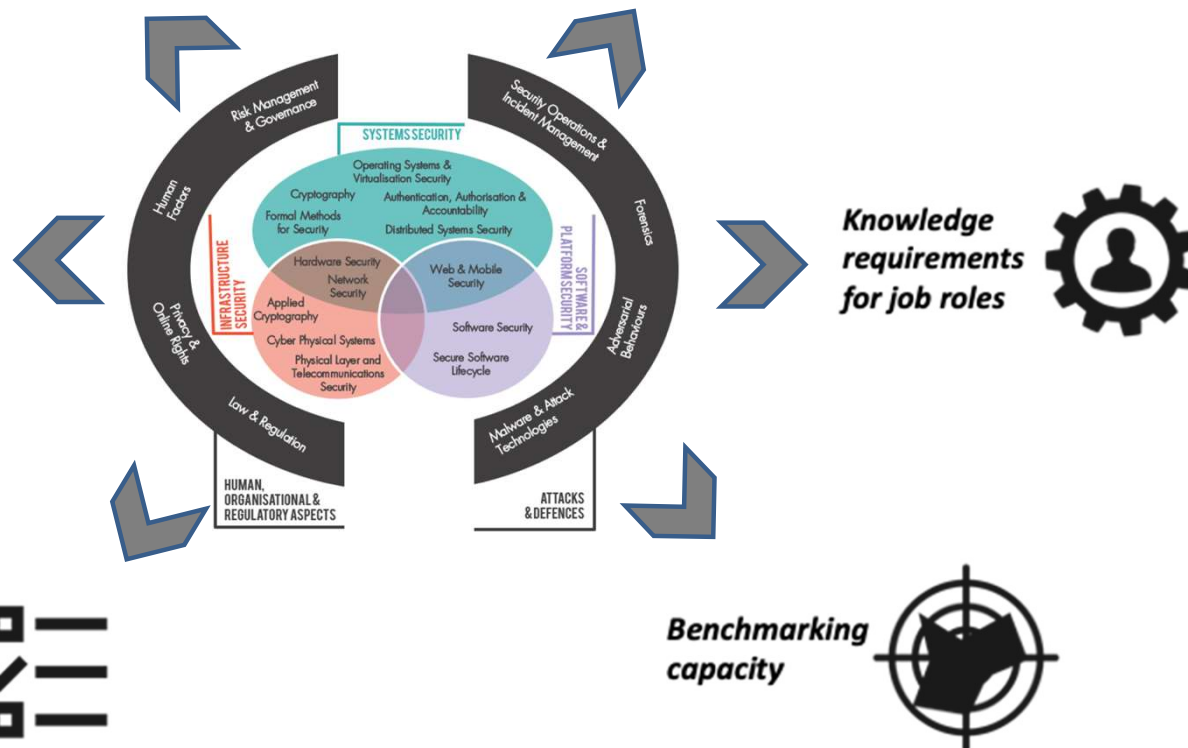 Risk Management
& Governance
Human
Factors
Privacy &
Online Rights
Law & Regulation
HUMAN,
ORGANISATIONAL &
REGULATORY ASPECTS
SYSTEMS SECURITY
Operating Systems &
Virtualisation Security
Cryptography
Authentication, Authorisation &
Accountability
Formal Methods
for Security
Distributed Systems Security
INFRASTRUCTURE
SECURITY
Hardware Security
Network
Security
Applied
Cryptography
Cyber Physical Systems
Physical Layer and
Telecommunications
Security
Web & Mobile
Security
Software Security
Secure Software
Lifecycle
SOFTWARE &
PLATFORM SECURITY
Security Operations &
Incident Management
Forensics
Adversarial
Behaviours
Malware & Attack
Technologies
ATTACKS
& DEFENCES
Knowledge
requirements
for job roles
Benchmarking
capacity